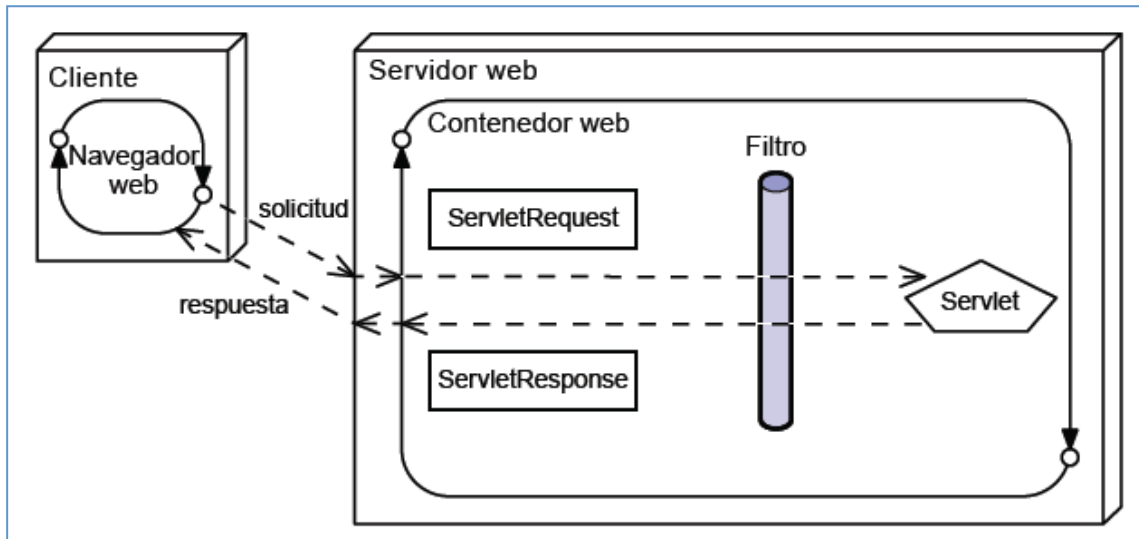 Cliente
Navegador
web
solicitud
respuesta
Servidor web
Contenedor web
Filtro
ServletRequest
Servlet
ServletResponse